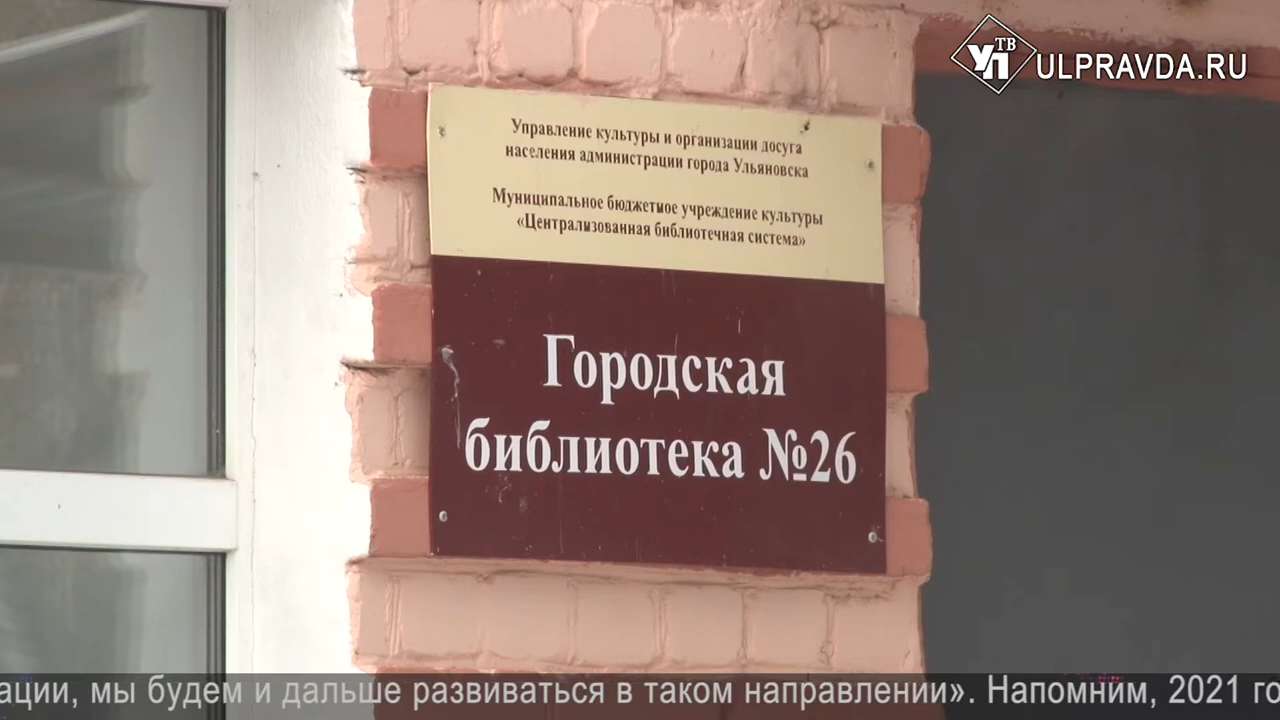 ТВ
УП ULPRAVDA.RU
Управление культуры и организации досуга
населения администрации города Ульяновска
Муниципальное бюджетное учреждение культуры
«Централизованная библиотечная система»
Городская
библиотека №26
ации, мы будем и дальше развиваться в таком направлении». Напомним, 2021 го